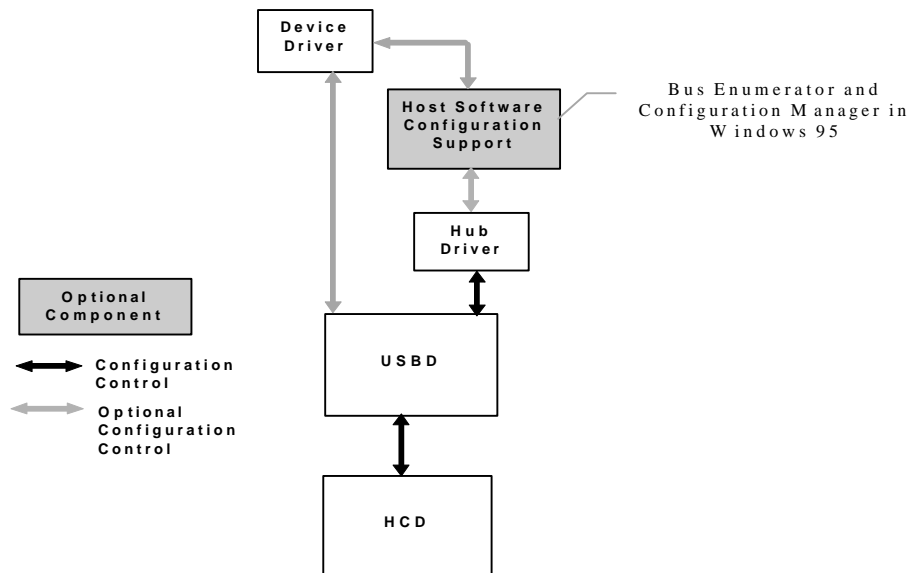 Device
Driver
Host Software
Configuration
Support
Bus Enumerator and
Configuration Manager in
Windows 95
Hub
Driver
Optional
Component
USBD
Configuration
Control
Optional
Configuration
Control
HCD